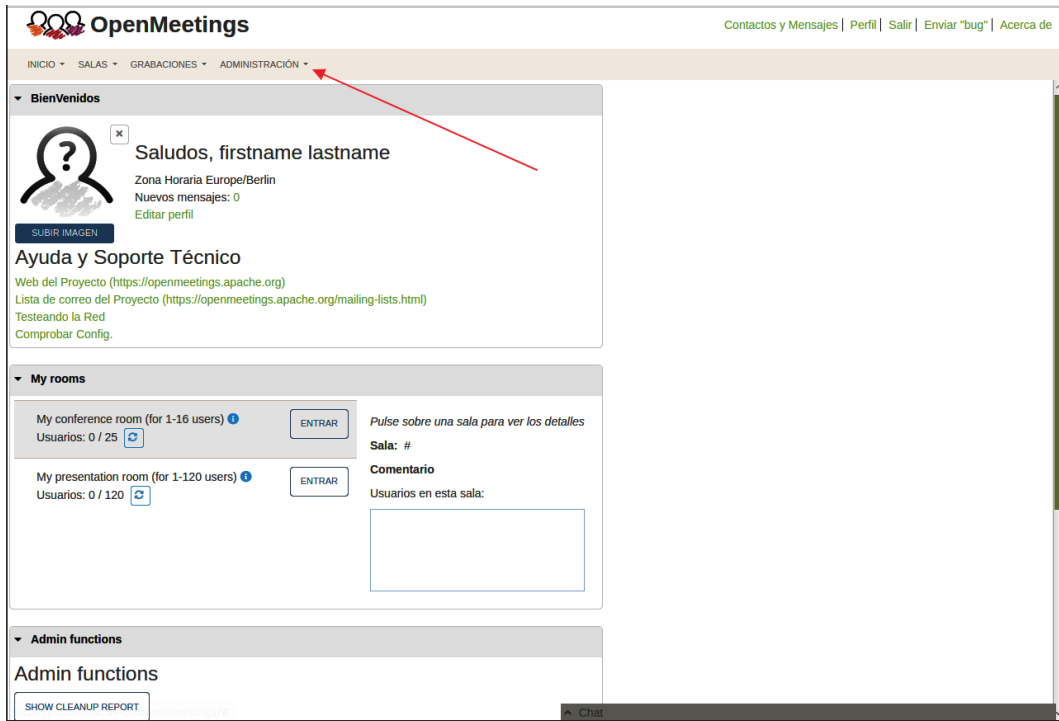 OpenMeetings
Contactos y Mensajes | Perfil | Salir | Enviar "bug" | Acerca de
INICIO SALAS GRABACIONES ADMINISTRACIÓN
BienVenidos
Saludos, firstname lastname
Zona Horaria Europe/Berlin
Nuevos mensajes: 0
Editar perfil
SUBIR IMAGEN
Ayuda y Soporte Técnico
Web del Proyecto (https://openmeetings.apache.org)
Lista de correo del Proyecto (https://openmeetings.apache.org/mailing-lists.html)
Testeando la Red
Comprobar Config.
My rooms
My conference room (for 1-16 users)
Usuarios: 0 / 25
ENTRAR
My presentation room (for 1-120 users)
Usuarios: 0 / 120
ENTRAR
Pulse sobre una sala para ver los detalles
Sala: #
Comentario
Usuarios en esta sala:
Admin functions
Admin functions
SHOW CLEANUP REPORT
Chat